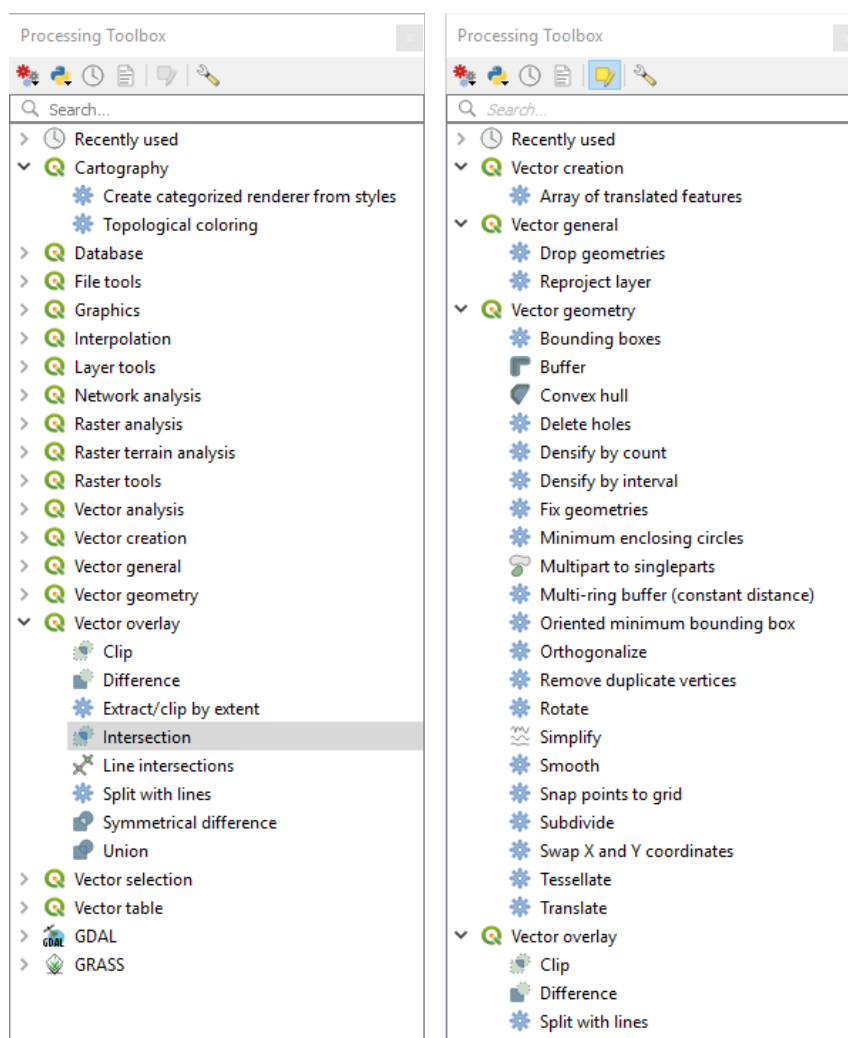 Processing Toolbox
Search...
Recently used
Cartography
Create categorized renderer from styles
Topological coloring
Database
File tools
Graphics
Interpolation
Layer tools
Network analysis
Raster analysis
Raster terrain analysis
Raster tools
Vector analysis
Vector creation
Vector general
Vector geometry
Vector overlay
Clip
Difference
Extract/clip by extent
Intersection
Line intersections
Split with lines
Symmetrical difference
Union
Vector selection
Vector table
GDAL
GRASS
Processing Toolbox
Search...
Recently used
Vector creation
Array of translated features
Vector general
Drop geometries
Reproject layer
Vector geometry
Bounding boxes
Buffer
Convex hull
Delete holes
Densify by count
Densify by interval
Fix geometries
Minimum enclosing circles
Multipart to singleparts
Multi-ring buffer (constant distance)
Oriented minimum bounding box
Orthogonalize
Remove duplicate vertices
Rotate
Simplify
Smooth
Snap points to grid
Subdivide
Swap X and Y coordinates
Tessellate
Translate
Vector overlay
Clip
Difference
Split with lines